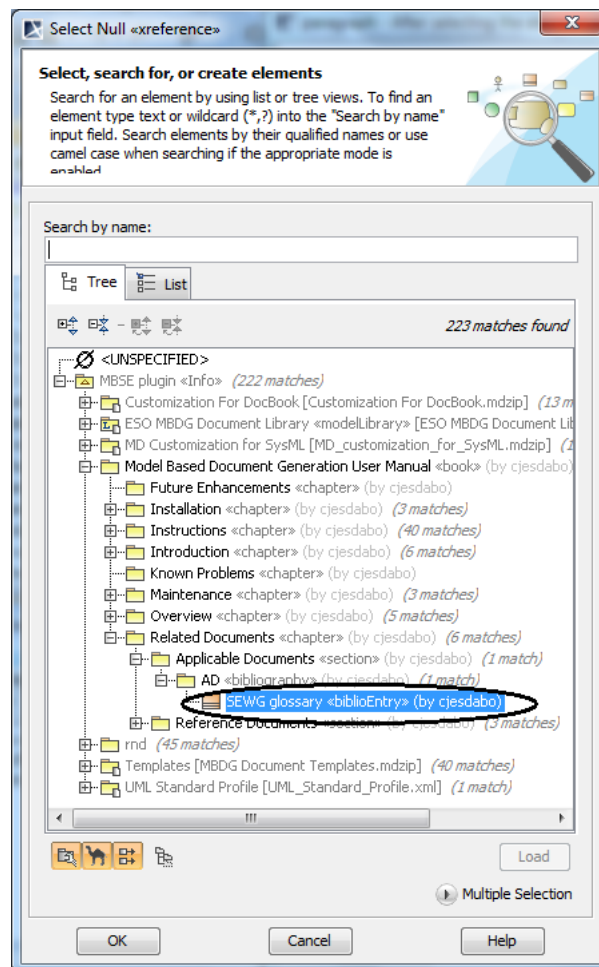 Select Null «xreference»
Select, search for, or create elements
Search for an element by using list or tree views. To find an
element type text or wildcard (*,?) into the "Search by name"
input field. Search elements by their qualified names or use
camel case when searching if the appropriate mode is
enabled
Search by name:
Tree List
223 matches found
<UNSPECIFIED>
MBSE plugin «Info» (222 matches)
Customization For DocBook [Customization For DocBook.mdzip] (13 m
ESO MBDG Document Library «modelLibrary» [ESO MBDG Document Lib
MD Customization for SysML [MD_customization_for_SysML.mdzip] (1
Model Based Document Generation User Manual «book» (by cjesdabo)
Future Enhancements «chapter» (by cjesdabo)
Installation «chapter» (by cjesdabo) (3 matches)
Instructions «chapter» (by cjesdabo) (40 matches)
Introduction «chapter» (by cjesdabo) (6 matches)
Known Problems «chapter» (by cjesdabo)
Maintenance «chapter» (by cjesdabo) (3 matches)
Overview «chapter» (by cjesdabo) (5 matches)
Related Documents «chapter» (by cjesdabo) (6 matches)
Applicable Documents «section» (by cjesdabo) (1 match)
AD «bibliography» (by cjesdabo) (1 match)
SEWG glossary «biblioEntry» (by cjesdabo)
Reference Documents «section» (by cjesdabo) (3 matches)
rnd (45 matches)
Templates [MBDG Document Templates.mdzip] (40 matches)
UML Standard Profile [UML_Standard_Profile.xml] (1 match)
Load
Multiple Selection
OK Cancel Help